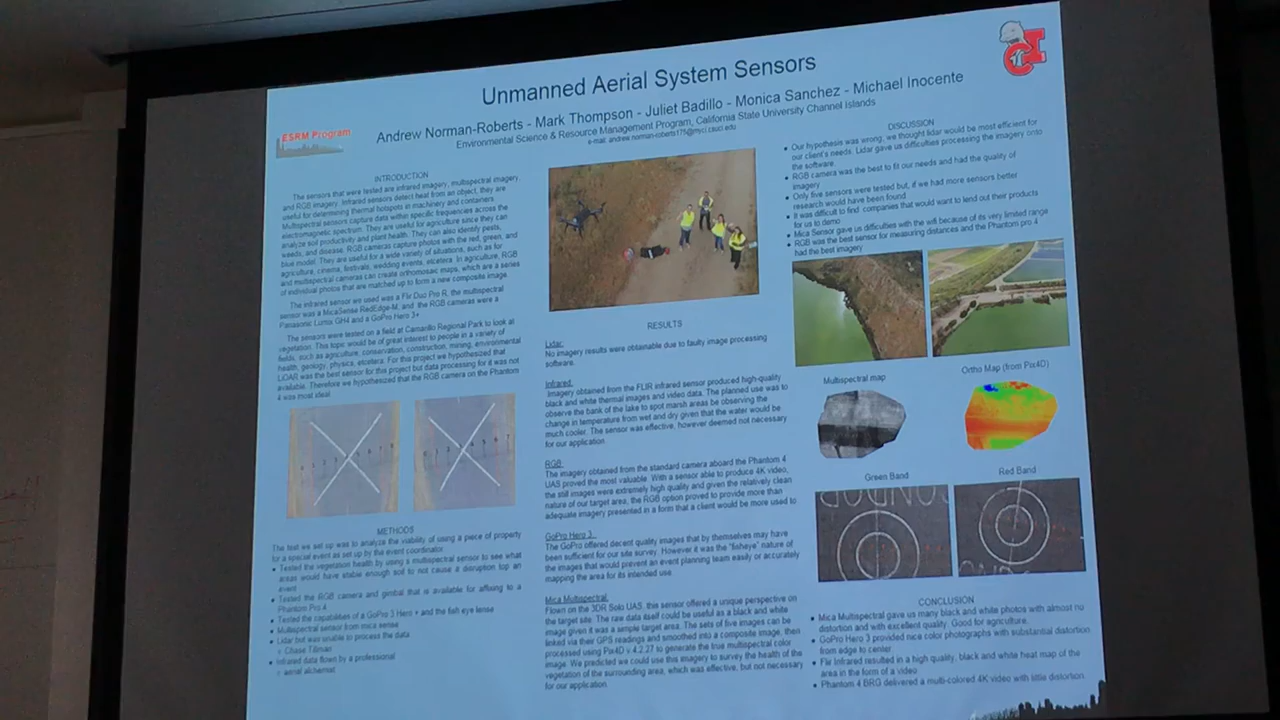 Unmanned Aerial System Sensors
Andrew Norman-Roberts - Mark Thompson - Juliet Badillo - Monica Sanchez - Michael Inocente
Environmental Science & Resource Management Program, California State University Channel Islands
e-mail: andrew.norman-roberts175@myci.csuci.edu
ESRM Program
CI
INTRODUCTION
The sensors that were tested are infrared imagery, multispectral imagery
and RGB imagery. Infrared sensors detect heat from an object, they are
useful for determining thermal hotspots in machinery and containers.
Multispectral sensors capture data within specific frequencies across the
electromagnetic spectrum. They are useful for agriculture since they can
analyze soil productivity and plant health. They can also identify pests,
weeds, and disease. RGB cameras capture photos with the red, green, and
blue model. They are useful for a wide variety of situations, such as for
agriculture, cinema, festivals, wedding events, etcetera. In agriculture, RGB
and multispectral cameras can create orthomosaic maps, which are a series
of individual photos that are matched up to form a new composite image.
The infrared sensor we used was a Flir Duo Pro R, the multispectral
sensor was a MicaSense RedEdge-M, and the RGB cameras were a
Panasonic Lumix GH4 and a GoPro Hero 3+
The sensors were tested on a field at Camarillo Regional Park to look at
vegetation. This topic would be of great interest to people in a variety of
fields, such as agriculture, conservation, construction, mining, environmental
health, geology, physics, etcetera. For this project we hypothesized that
LiDAR was the best sensor for this project but data processing for it was not
available. Therefore we hypothesized that the RGB camera on the Phantom
4 was most ideal.
METHODS
The test we set up was to analyze the viability of using a piece of property
for a special event as set up by the event coordinator.
• Tested the vegetation health by using a multispectral sensor to see what
areas would have stable enough soil to not cause a disruption top an
event
• Tested the RGB camera and gimbal that is available for affixing to a
Phantom Pro 4
• Tested the capabilities of a GoPro 3 Hero + and the fish eye lense
• Multispectral sensor from mica sense
• Lidar but was unable to process the data
○ Chase Tillman
• Infrared data flown by a professional
○ aerial alchemist
RESULTS
Lidar:
No imagery results were obtainable due to faulty image processing
software.
Infrared:
Imagery obtained from the FLIR infrared sensor produced high-quality
black and white thermal images and video data. The planned use was to
observe the bank of the lake to spot marsh areas be observing the
change in temperature from wet and dry given that the water would be
much cooler. The sensor was effective, however deemed not necessary
for our application.
RGB:
The imagery obtained from the standard camera aboard the Phantom 4
UAS proved the most valuable. With a sensor able to produce 4K video,
the still images were extremely high quality and given the relatively clean
nature of our target area, the RGB option proved to provide more than
adequate imagery presented in a form that a client would be more used to
GoPro Hero 3
The GoPro offered decent quality images that by themselves may have
been sufficient for our site survey. However it was the "fisheye" nature of
the images that would prevent an event planning team easily or accurately
mapping the area for its intended use.
Mica Multispectral:
Flown on the 3DR Solo UAS, this sensor offered a unique perspective on
the target site. The raw data itself could be useful as a black and white
image given it was a simple target area. The sets of five images can be
linked via their GPS readings and smoothed into a composite image, then
processed using Pix4D v.4.2.27 to generate the true multispectral color
image. We predicted we could use this imagery to survey the health of the
vegetation of the surrounding area, which was effective, but not necessary
for our application.
DISCUSSION
• Our hypothesis was wrong; we thought lidar would be most efficient for
our client's needs. Lidar gave us difficulties processing the imagery onto
the software.
• RGB camera was the best to fit our needs and had the quality of
imagery
• Only five sensors were tested but, if we had more sensors better
research would have been found
• It was difficult to find companies that would want to lend out their products
for us to demo
• Mica Sensor gave us difficulties with the wifi because of its very limited range
• RGB was the best sensor for measuring distances and the Phantom pro 4
had the best imagery
Multispectral map
Ortho Map (from Pix4D)
Green Band
Red Band
CONCLUSION
• Mica Multispectral gave us many black and white photos with almost no
distortion and with excellent quality. Good for agriculture.
• GoPro Hero 3 provided nice color photographs with substantial distortion
from edge to center
• Flir Infrared resulted in a high quality, black and white heat map of the
area in the form of a video
• Phantom 4 BRG delivered a multi-colored 4K video with little distortion.